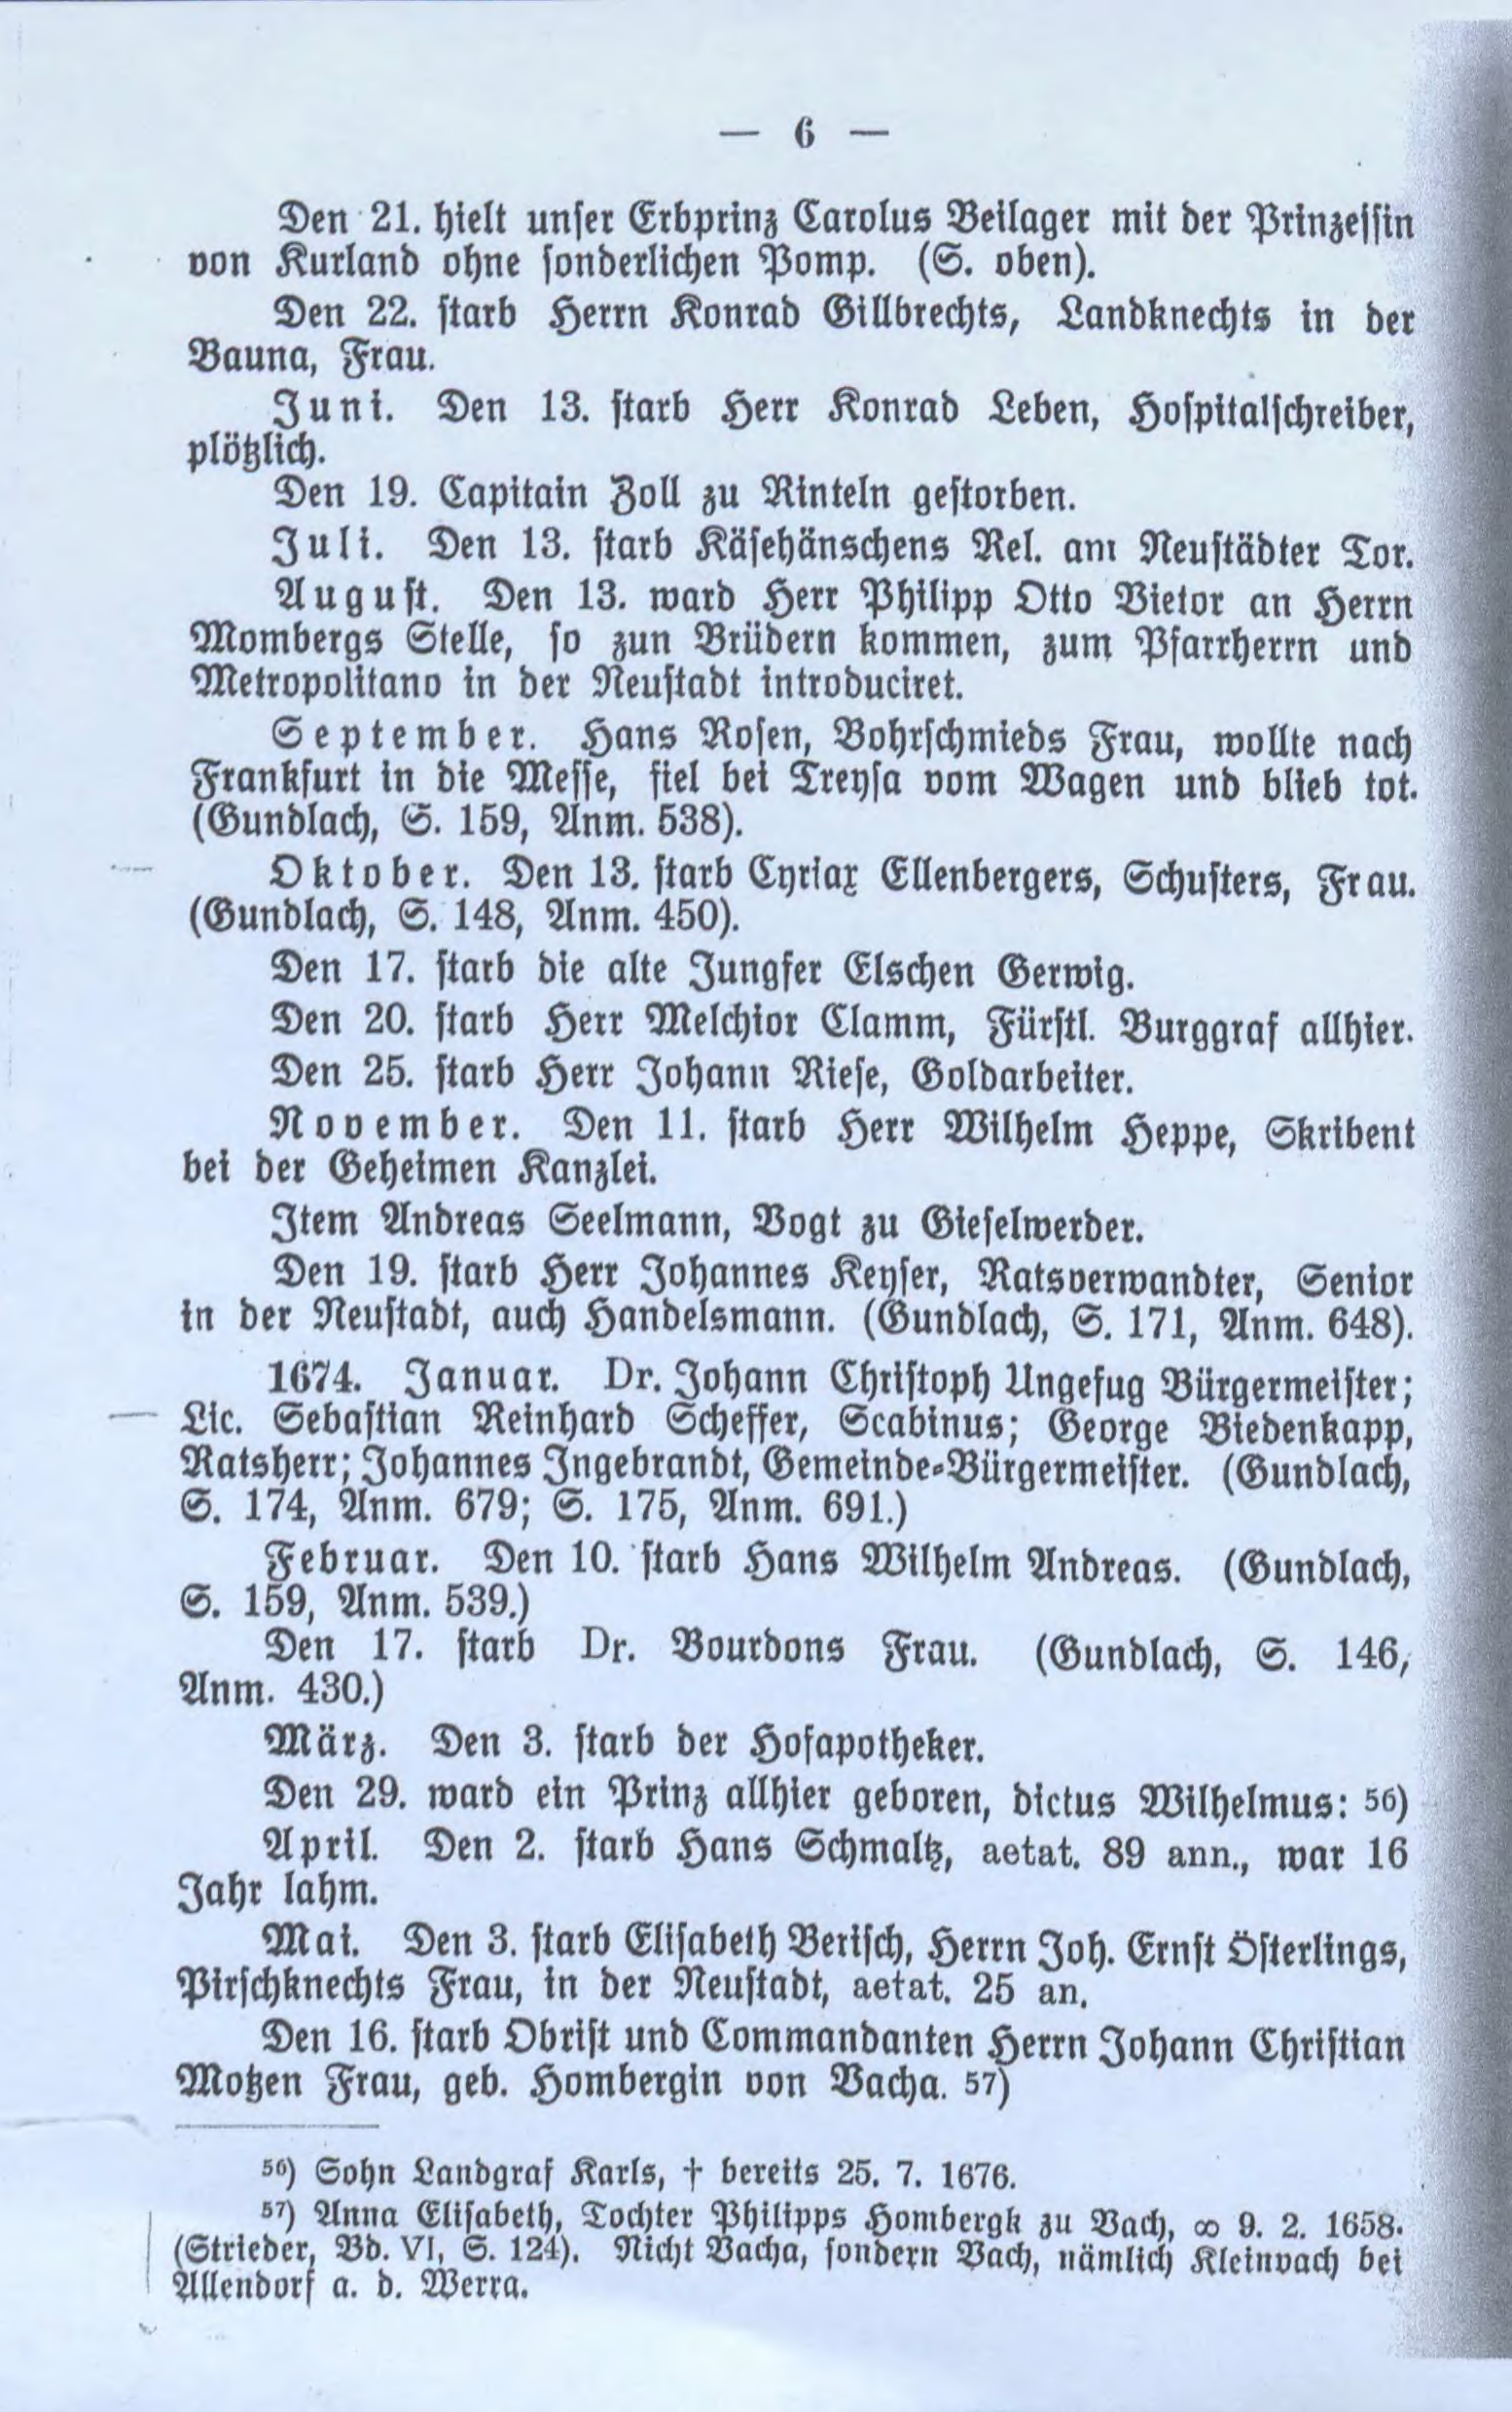 — 6 —
Den 21. hielt unser Erbprinz Carolus Beilager mit der Prinzessin
von Kurland ohne sonderlichen Pomp. (S. oben).
Den 22. starb Herrn Konrad Gillbrechts, Landknechts in der
Bauna, Frau.
Juni. Den 13. starb Herr Konrad Leben, Hospitalschreiber,
plötzlich.
Den 19. Capitain Zoll zu Rinteln gestorben.
Juli. Den 13. starb Käsehänschens Rel. am Neustädter Tor.
August. Den 13. ward Herr Philipp Otto Vietor an Herrn
Mombergs Stelle, so zun Brüdern kommen, zum Pfarrherrn und
Metropolitano in der Neustadt introduciret.
September. Hans Rosen, Bohrschmieds Frau, wollte nach
Frankfurt in die Messe, fiel bei Treysa vom Wagen und blieb tot.
(Gundlach, S. 159, Anm. 538).
Oktober. Den 13. starb Cyriax Ellenbergers, Schusters, Frau.
(Gundlach, S. 148, Anm. 450).
Den 17. starb die alte Jungfer Elschen Gerwig.
Den 20. starb Herr Melchior Clamm, Fürstl. Burggraf allhier.
Den 25. starb Herr Johann Riese, Goldarbeiter.
November. Den 11. starb Herr Wilhelm Heppe, Skribent
bei der Geheimen Kanzlei.
Item Andreas Seelmann, Vogt zu Gieselwerder.
Den 19. starb Herr Johannes Keyser, Ratsverwandter, Senior
in der Neustadt, auch Handelsmann. (Gundlach, S. 171, Anm. 648).
1674. Januar. Dr. Johann Christoph Ungefug Bürgermeister;
Lic. Sebastian Reinhard Scheffer, Scabinus; George Biedenkapp,
Ratsherr; Johannes Ingebrandt, Gemeinde-Bürgermeister. (Gundlach,
S. 174, Anm. 679; S. 175, Anm. 691.)
Februar. Den 10. starb Hans Wilhelm Andreas. (Gundlach,
S. 159, Anm. 539.)
Den 17. starb Dr. Bourdons Frau. (Gundlach, S. 146,
Anm. 430.)
März. Den 3. starb der Hofapotheker.
Den 29. ward ein Prinz allhier geboren, dictus Wilhelmus: 56)
April. Den 2. starb Hans Schmaltz, aetat. 89 ann., war 16
Jahr lahm.
Mai. Den 3. starb Elisabeth Berisch, Herrn Joh. Ernst Österlings,
Pirschknechts Frau, in der Neustadt, aetat. 25 an.
Den 16. starb Obrist und Commandanten Herrn Johann Christian
Motzen Frau, geb. Hombergin von Vacha. 57)
56) Sohn Landgraf Karls, † bereits 25. 7. 1676.
57) Anna Elisabeth, Tochter Philipps Hombergk zu Vach, ∞ 9. 2. 1658.
(Strieder, Bd. VI, S. 124). Nicht Vacha, sondern Vach, nämlich Kleinvach bei
Allendorf a. d. Werra.